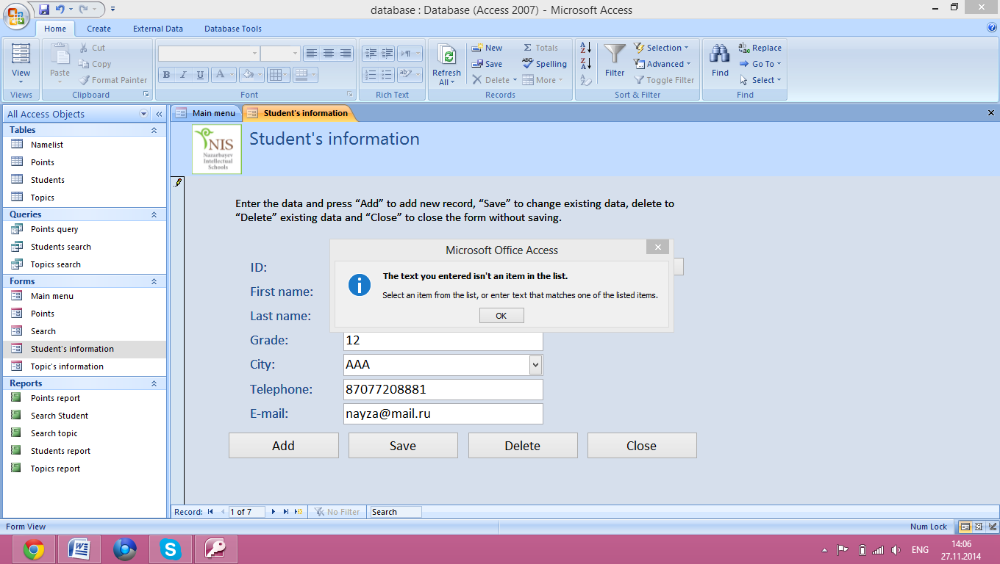 database : Database (Access 2007) - Microsoft Access
Home Create External Data Database Tools
View
Views
Paste
Cut
Copy
Format Painter
Clipboard
B I U A
Font
Rich Text
Refresh All
New
Save
Delete
Totals
Spelling
More
Records
Filter
Selection
Advanced
Toggle Filter
Sort & Filter
Find
Replace
Go To
Select
Find
All Access Objects
Main menu Student's information
Tables
Namelist
Points
Students
Topics
Queries
Points query
Students search
Topics search
Forms
Main menu
Points
Search
Student's information
Topic's information
Reports
Points report
Search Student
Search topic
Students report
Topics report
NIS
Nazarbayev
Intellectual
Schools
Student's information
Enter the data and press “Add” to add new record, “Save” to change existing data, delete to
“Delete” existing data and “Close” to close the form without saving.
Microsoft Office Access
The text you entered isn't an item in the list.
Select an item from the list, or enter text that matches one of the listed items.
OK
ID:
First name:
Last name:
Grade: 12
City: AAA
Telephone: 87077208881
E-mail: nayza@mail.ru
Add Save Delete Close
Record: 1 of 7 No Filter Search
Form View Num Lock
ENG
14:06
27.11.2014